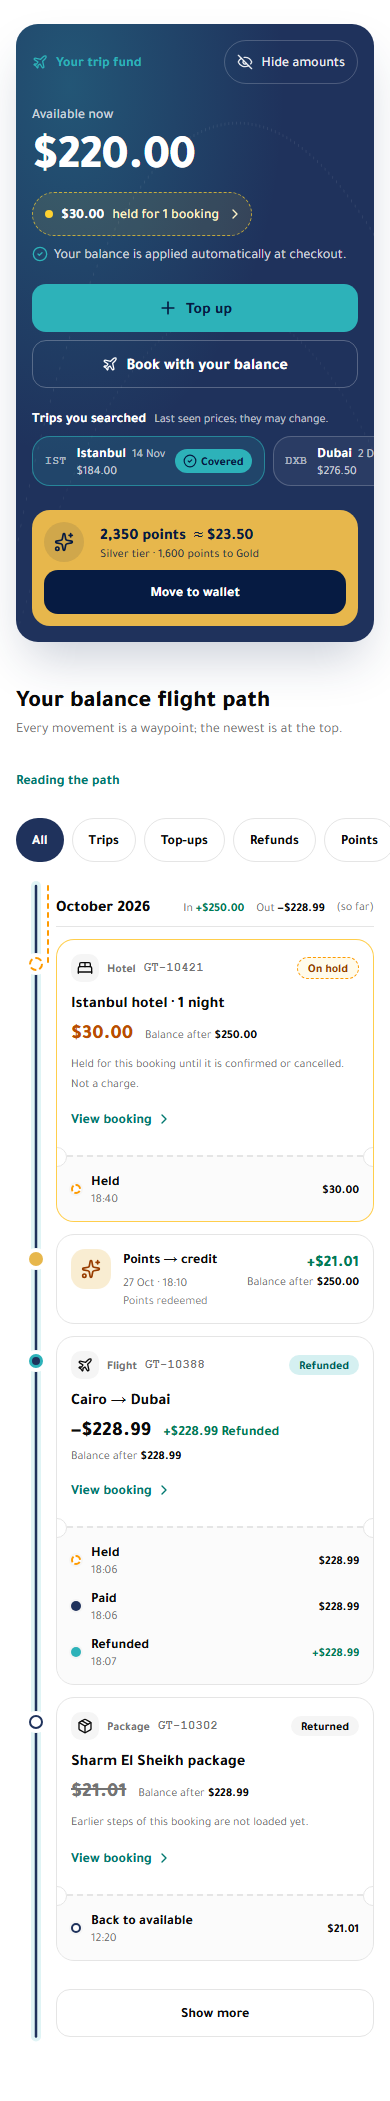 Your trip fund
Hide amounts
Available now
$220.00
$30.00 held for 1 booking
Your balance is applied automatically at checkout.
Top up
Book with your balance
Trips you searched Last seen prices; they may change.
IST Istanbul 14 Nov
$184.00
Covered
DXB Dubai 2 D
$276.50
2,350 points ≈ $23.50
Silver tier · 1,600 points to Gold
Move to wallet
Your balance flight path
Every movement is a waypoint; the newest is at the top.
Reading the path
All Trips Top-ups Refunds Points
October 2026 In +$250.00 Out −$228.99 (so far)
Hotel GT-10421 On hold
Istanbul hotel · 1 night
$30.00 Balance after $250.00
Held for this booking until it is confirmed or cancelled.
Not a charge.
View booking
Held
18:40
$30.00
Points → credit
27 Oct · 18:10
Points redeemed
+$21.01
Balance after $250.00
Flight GT-10388 Refunded
Cairo → Dubai
−$228.99 +$228.99 Refunded
Balance after $228.99
View booking
Held
18:06
$228.99
Paid
18:06
$228.99
Refunded
18:07
+$228.99
Package GT-10302 Returned
Sharm El Sheikh package
$21.01 Balance after $228.99
Earlier steps of this booking are not loaded yet.
View booking
Back to available
12:20
$21.01
Show more